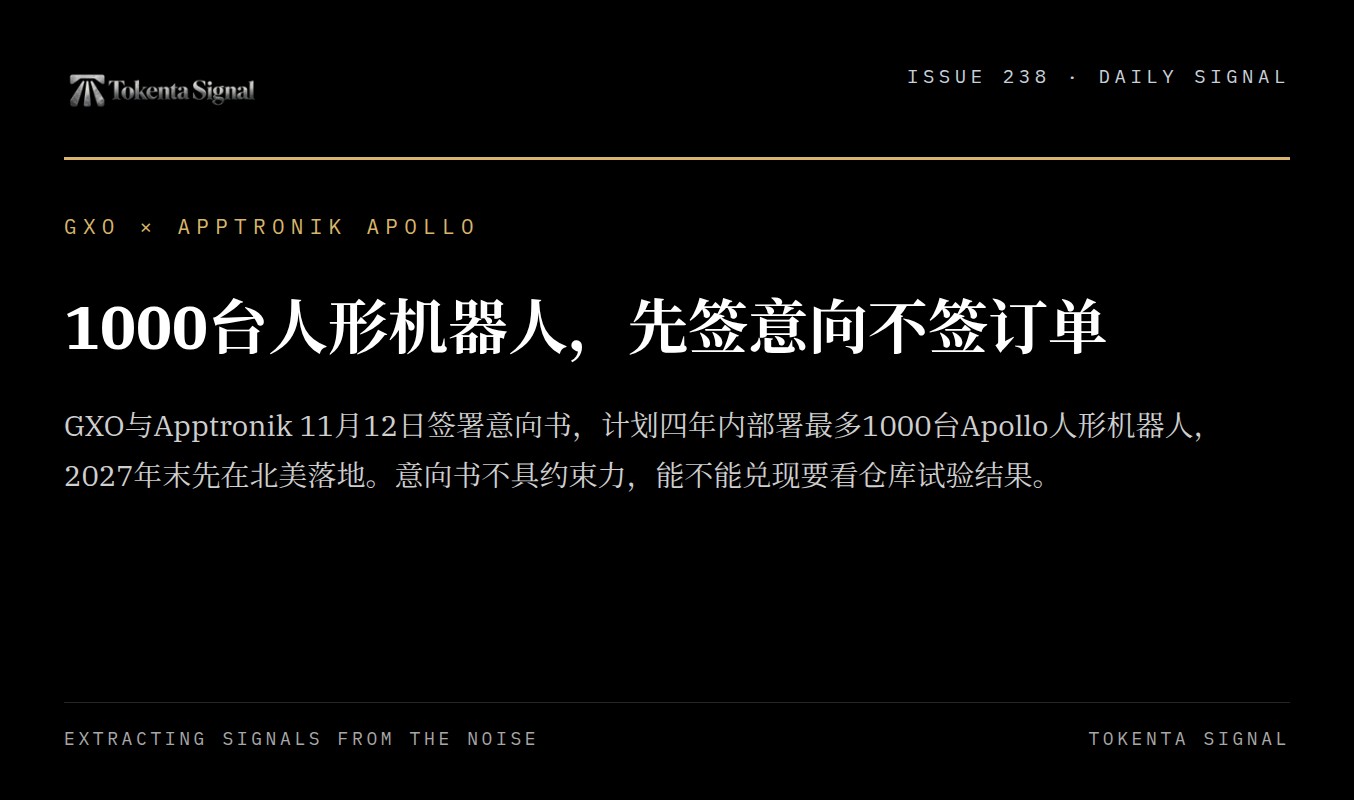 Tokenta Signal
ISSUE 238 · DAILY SIGNAL
GXO × APPTRONIK APOLLO
1000台人形机器人，先签意向不签订单
GXO与Apptronik 11月12日签署意向书，计划四年内部署最多1000台Apollo人形机器人，
2027年末先在北美落地。意向书不具约束力，能不能兑现要看仓库试验结果。
EXTRACTING SIGNALS FROM THE NOISE
TOKENTA SIGNAL